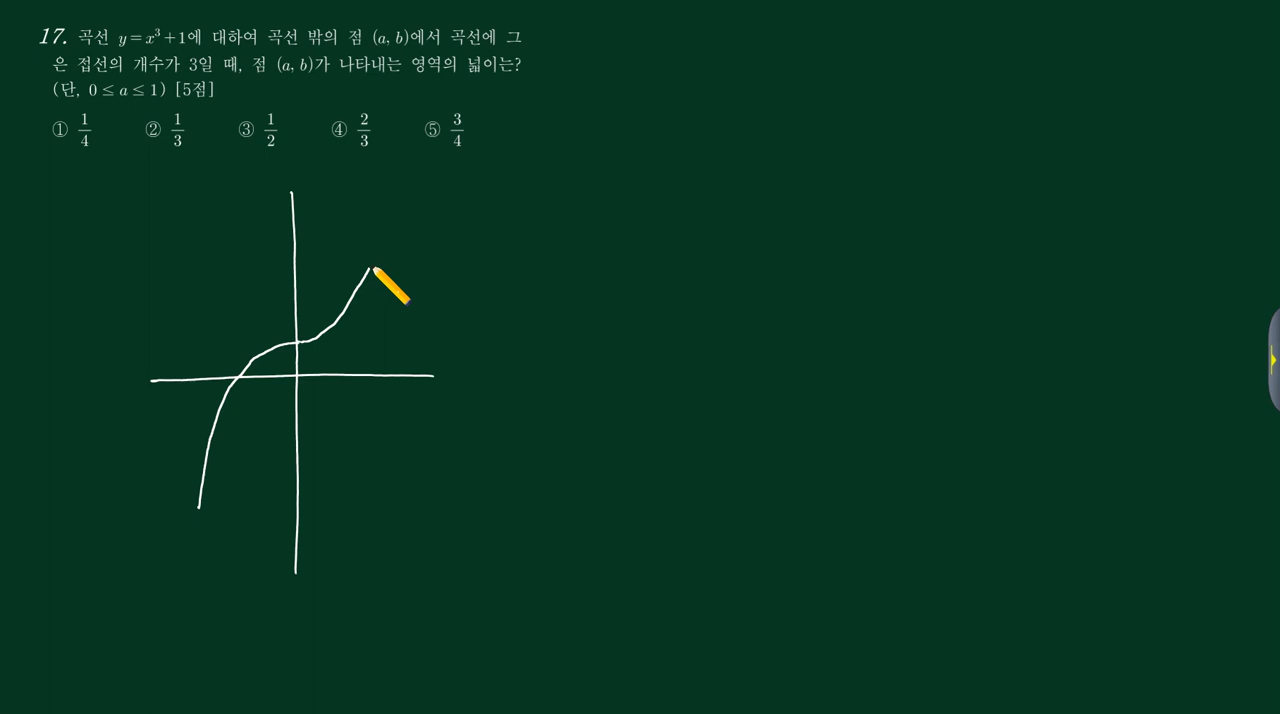 17. 곡선 y=x³+1에 대하여 곡선 밖의 점 (a, b)에서 곡선에 그
은 접선의 개수가 3일 때, 점 (a, b)가 나타내는 영역의 넓이는?
(단, 0≤a≤1) [5점]
① 1/4 ② 1/3 ③ 1/2 ④ 2/3 ⑤ 3/4